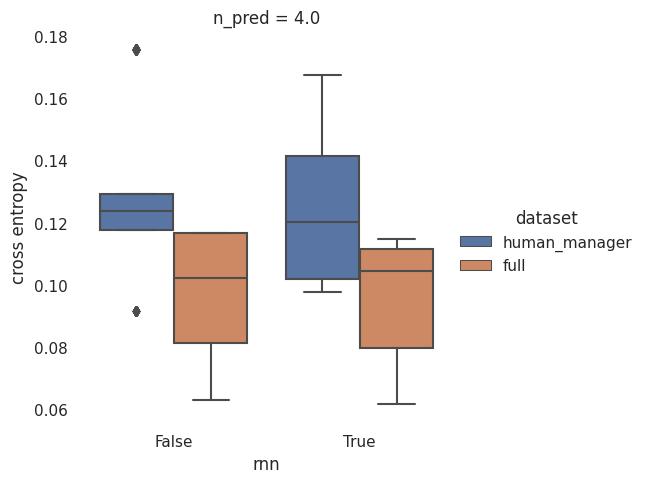 n_pred = 4.0
0.18
0.16
0.14
0.12
0.10
0.08
0.06
cross entropy
False
True
rnn
dataset
human_manager
full